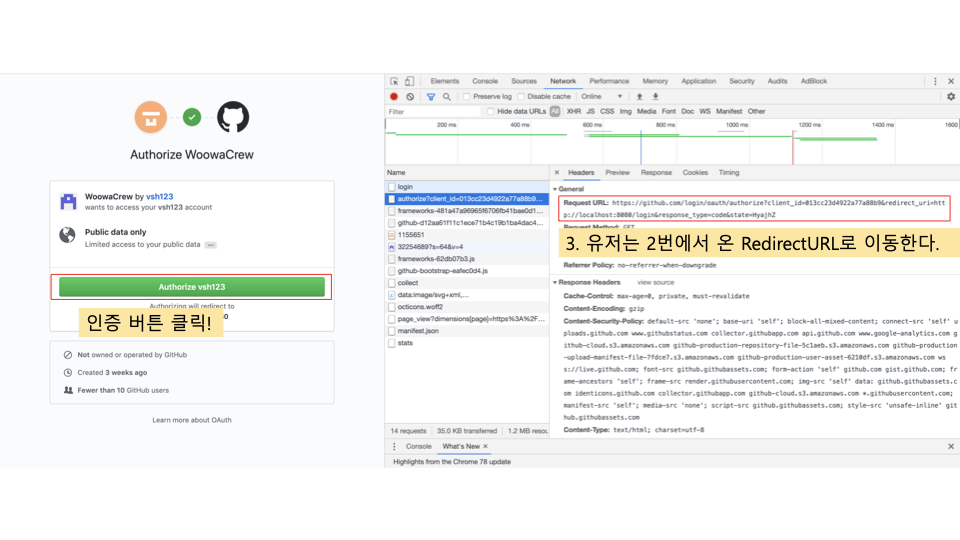 Authorize WoowaCrew
WoowaCrew by vsh123
wants to access your vsh123 account
Public data only
Limited access to your public data
Authorize vsh123
Authorizing will redirect to
인증 버튼 클릭!
Not owned or operated by GitHub
Created 3 weeks ago
Fewer than 10 GitHub users
Learn more about OAuth
Elements Console Sources Network Performance Memory Application Security Audits AdBlock
Preserve log Disable cache Online
Filter Hide data URLs All XHR JS CSS Img Media Font Doc WS Manifest Other
200 ms 400 ms 600 ms 800 ms 1000 ms 1200 ms 1400 ms 1600
Name
login
authorize?client_id=013cc23d4922a77a88b9...
frameworks-481a47a96965f6706fb41bae0d1...
github-d12aa61f11c1ece71b4c19b1ba4dac4...
1155651
32254689?s=64&v=4
frameworks-62db07b3.js
github-bootstrap-eafec0d4.js
collect
data:image/svg+xml,...
octicons.woff2
page_view?dimensions[page]=https%3A%2F...
manifest.json
stats
14 requests 35.0 KB transferred 1.2 MB resou
Headers Preview Response Cookies Timing
General
Request URL: https://github.com/login/oauth/authorize?client_id=013cc23d4922a77a88b9&redirect_uri=htt
p://localhost:8080/login&response_type=code&state=HyajhZ
Request Method: GET
3. 유저는 2번에서 온 RedirectURL로 이동한다.
Referrer Policy: no-referrer-when-downgrade
Response Headers view source
Cache-Control: max-age=0, private, must-revalidate
Content-Encoding: gzip
Content-Security-Policy: default-src 'none'; base-uri 'self'; block-all-mixed-content; connect-src 'self' u
ploads.github.com www.githubstatus.com collector.githubapp.com api.github.com www.google-analytics.com g
ithub-cloud.s3.amazonaws.com github-production-repository-file-5c1aeb.s3.amazonaws.com github-production
-upload-manifest-file-7fdce7.s3.amazonaws.com github-production-user-asset-6210df.s3.amazonaws.com ws
s://live.github.com; font-src github.githubassets.com; form-action 'self' github.com gist.github.com; fr
ame-ancestors 'self'; frame-src render.githubusercontent.com; img-src 'self' data: github.githubassets.c
om identicons.github.com collector.githubapp.com github-cloud.s3.amazonaws.com *.githubusercontent.com;
manifest-src 'self'; media-src 'none'; script-src github.githubassets.com; style-src 'unsafe-inline' git
hub.githubassets.com
Content-Type: text/html; charset=utf-8
Console What's New
Highlights from the Chrome 78 update